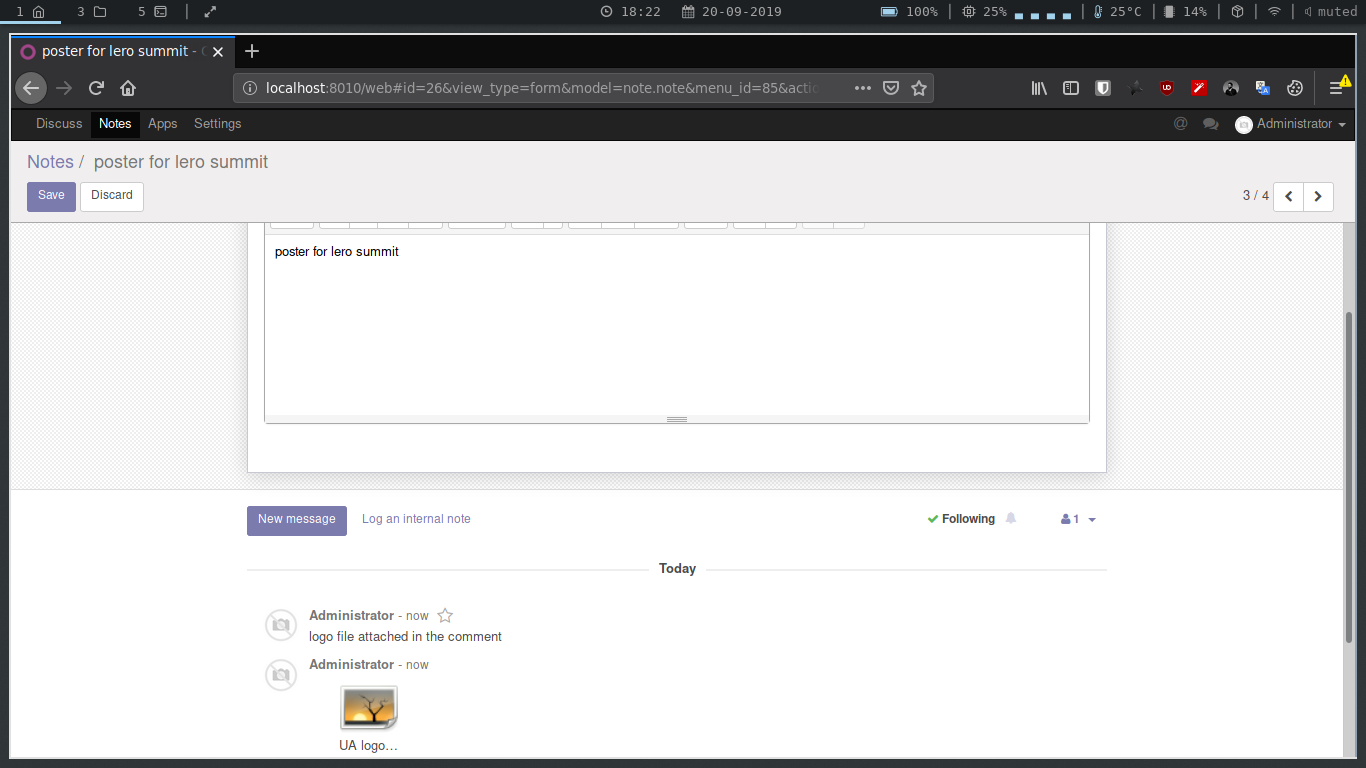 1 3 5 18:22 20-09-2019 100% 25% 25°C 14% muted
poster for lero summit -
localhost:8010/web#id=26&view_type=form&model=note.note&menu_id=85&acti
Discuss Notes Apps Settings Administrator
Notes / poster for lero summit
Save Discard 3 / 4
poster for lero summit
New message Log an internal note Following 1
Today
Administrator - now
logo file attached in the comment
Administrator - now
UA logo…